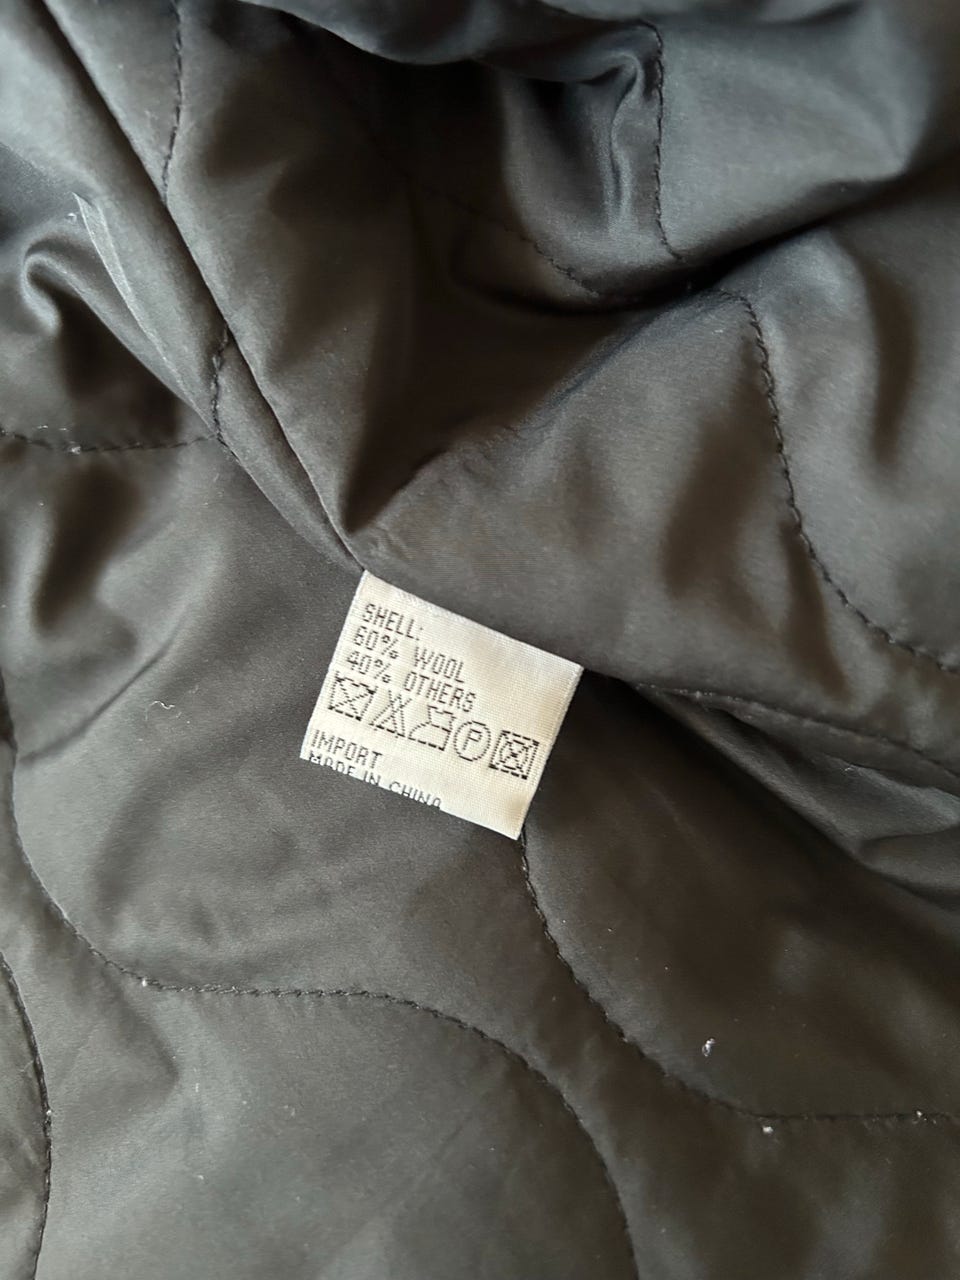 SHELL:
60% WOOL
40% OTHERS
P
IMPORT
MADE IN CHINA